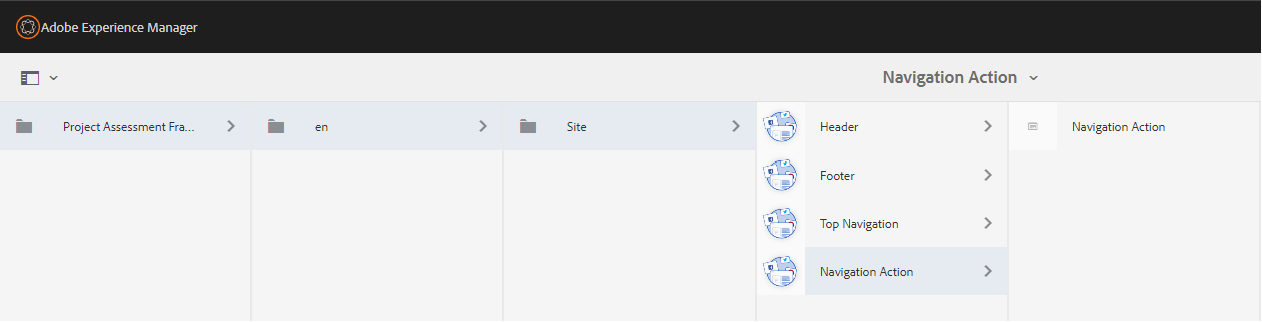 Adobe Experience Manager
Navigation Action
Project Assessment Fra...
en
Site
Header
Footer
Top Navigation
Navigation Action
Navigation Action